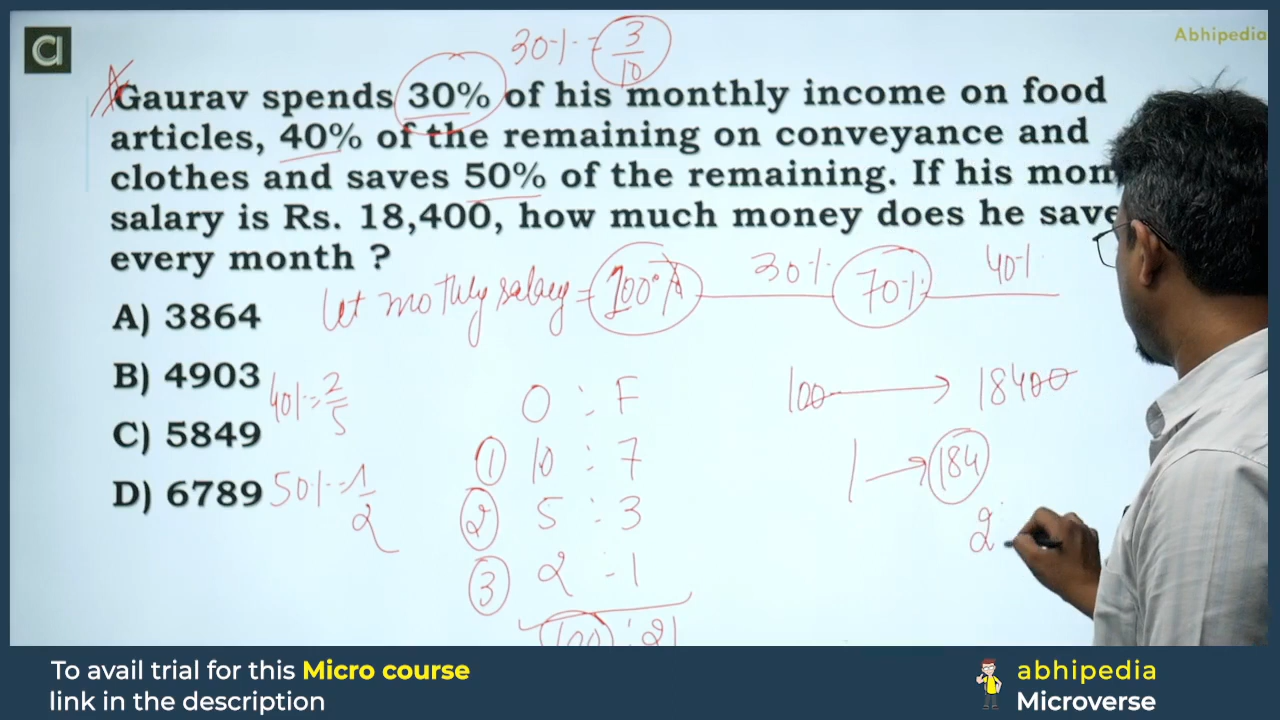 Abhipedia
30% = 3/10
Gaurav spends 30% of his monthly income on food
articles, 40% of the remaining on conveyance and
clothes and saves 50% of the remaining. If his mon
salary is Rs. 18,400, how much money does he save
every month ?
let mothly salary = 100%
30%
70%
40%
A) 3864
B) 4903
C) 5849
D) 6789
40% = 2/5
50% = 1/2
O : F
① 10 : 7
② 5 : 3
③ 2 - 1
100 : 21
100 → 18400
1 → 184
2
To avail trial for this Micro course
link in the description
abhipedia
Microverse